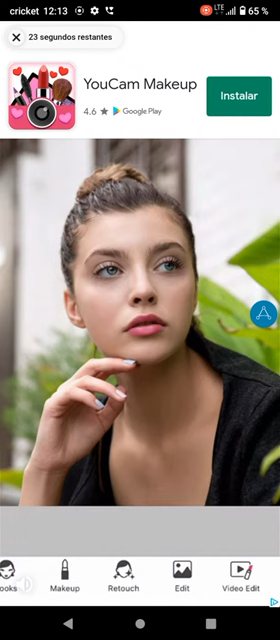 cricket 12:13 LTE 65 %
23 segundos restantes
YouCam Makeup
4.6 ★ Google Play
Instalar
ooks Makeup Retouch Edit Video Edit